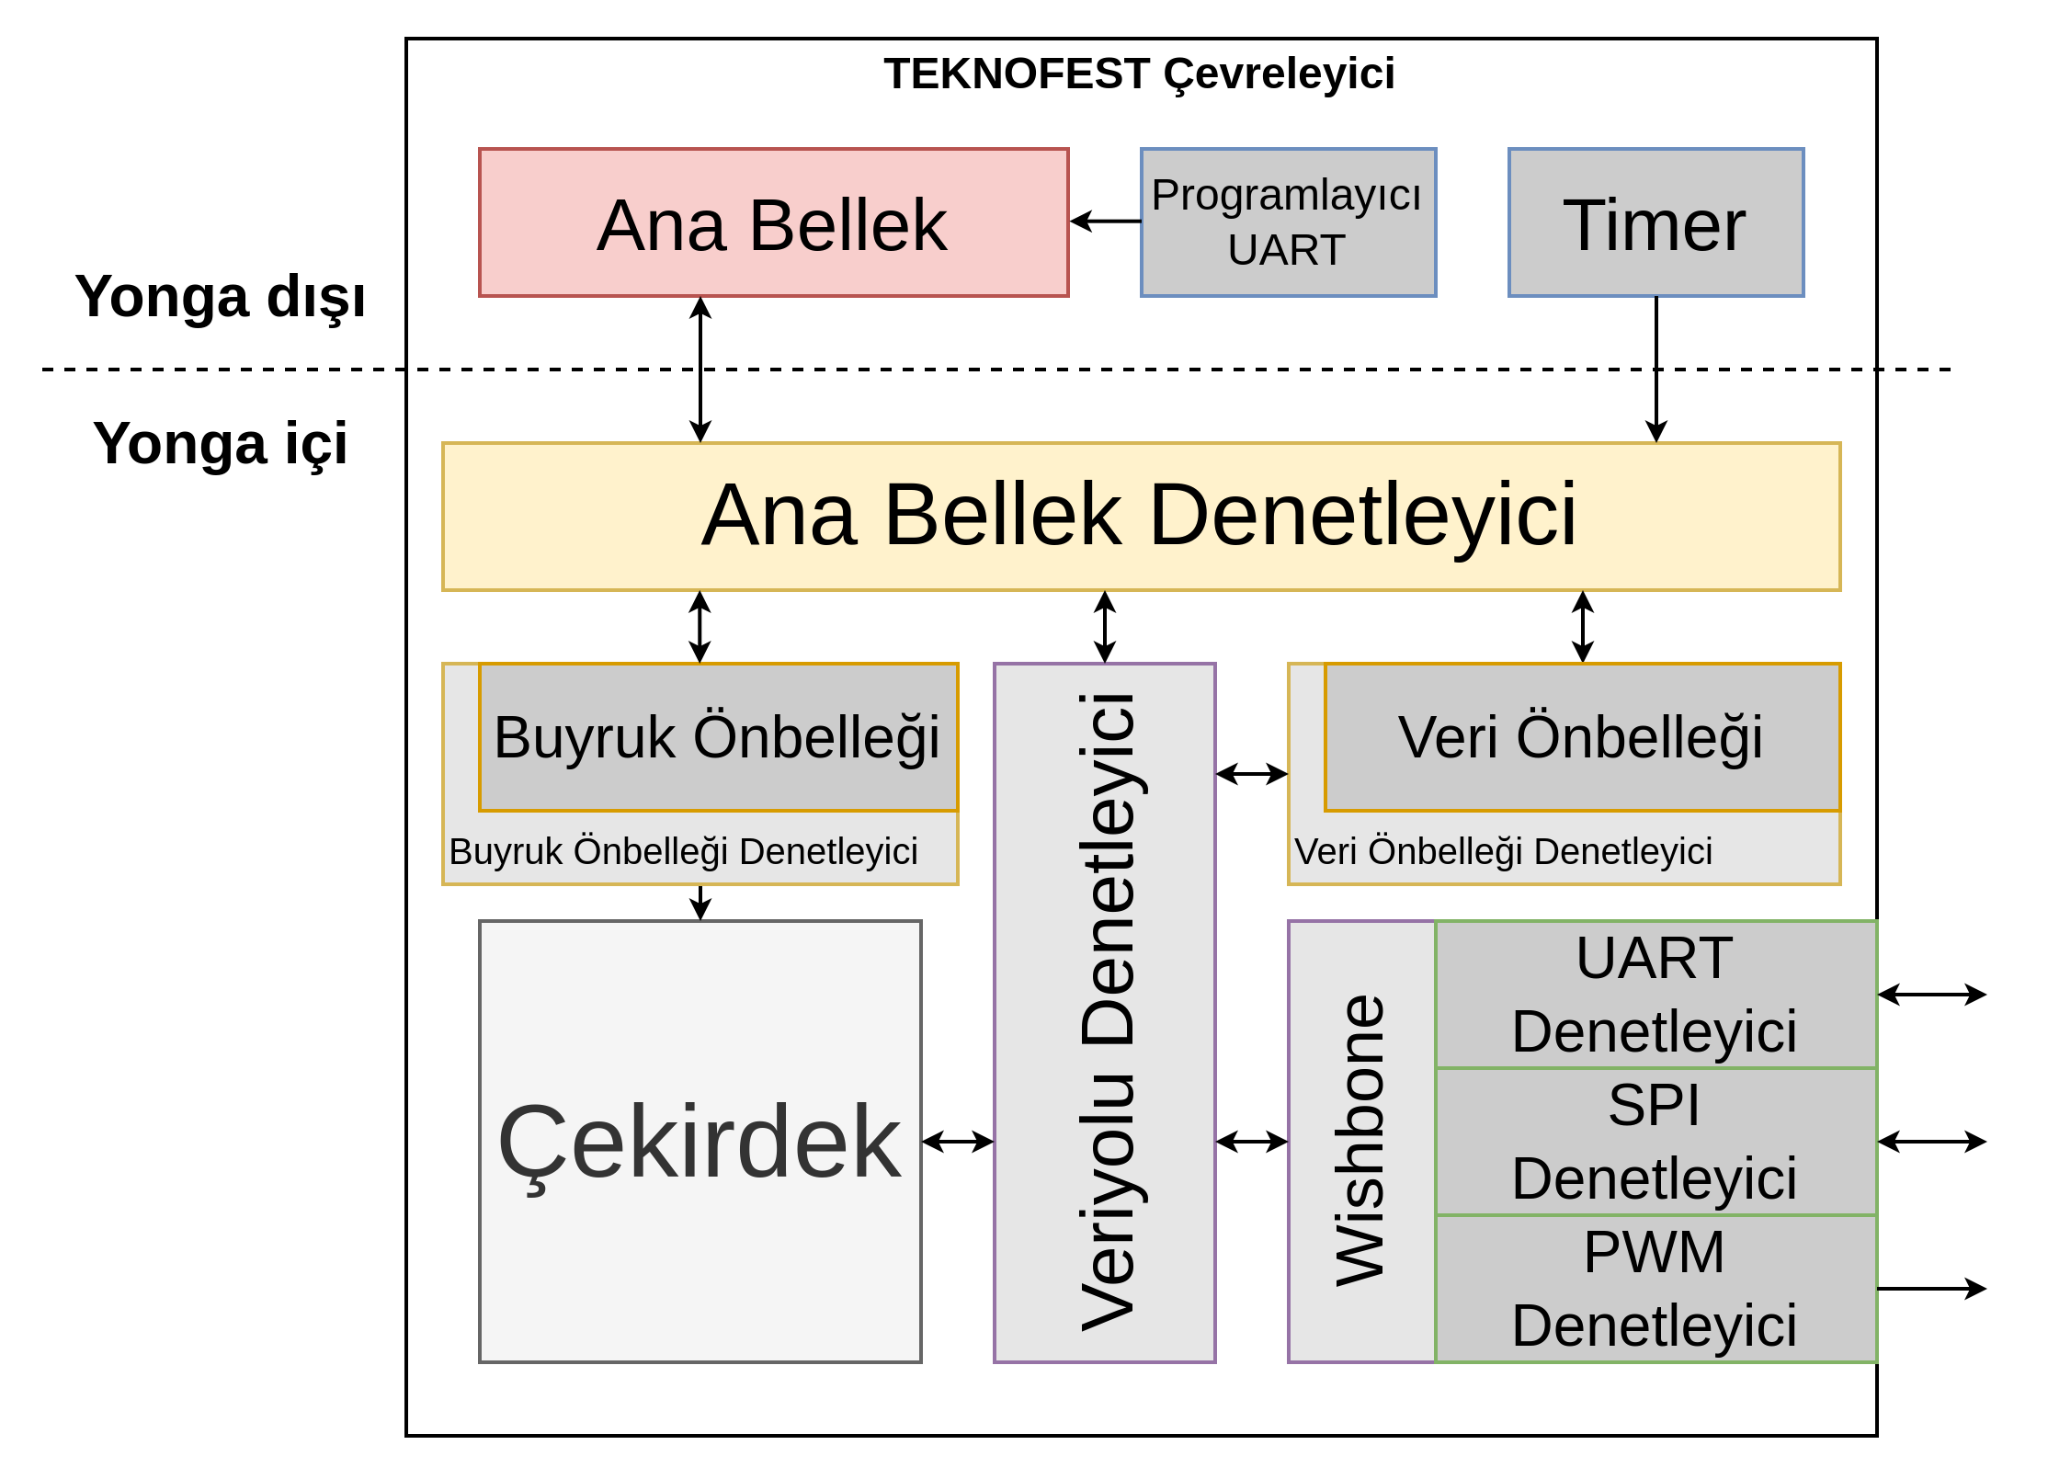 TEKNOFEST Çevreleyici
Ana Bellek
Programlayıcı
UART
Timer
Yonga dışı
Yonga içi
Ana Bellek Denetleyici
Buyruk Önbelleği
Buyruk Önbelleği Denetleyici
Veriyolu Denetleyici
Veri Önbelleği
Veri Önbelleği Denetleyici
Çekirdek
Wishbone
UART
Denetleyici
SPI
Denetleyici
PWM
Denetleyici